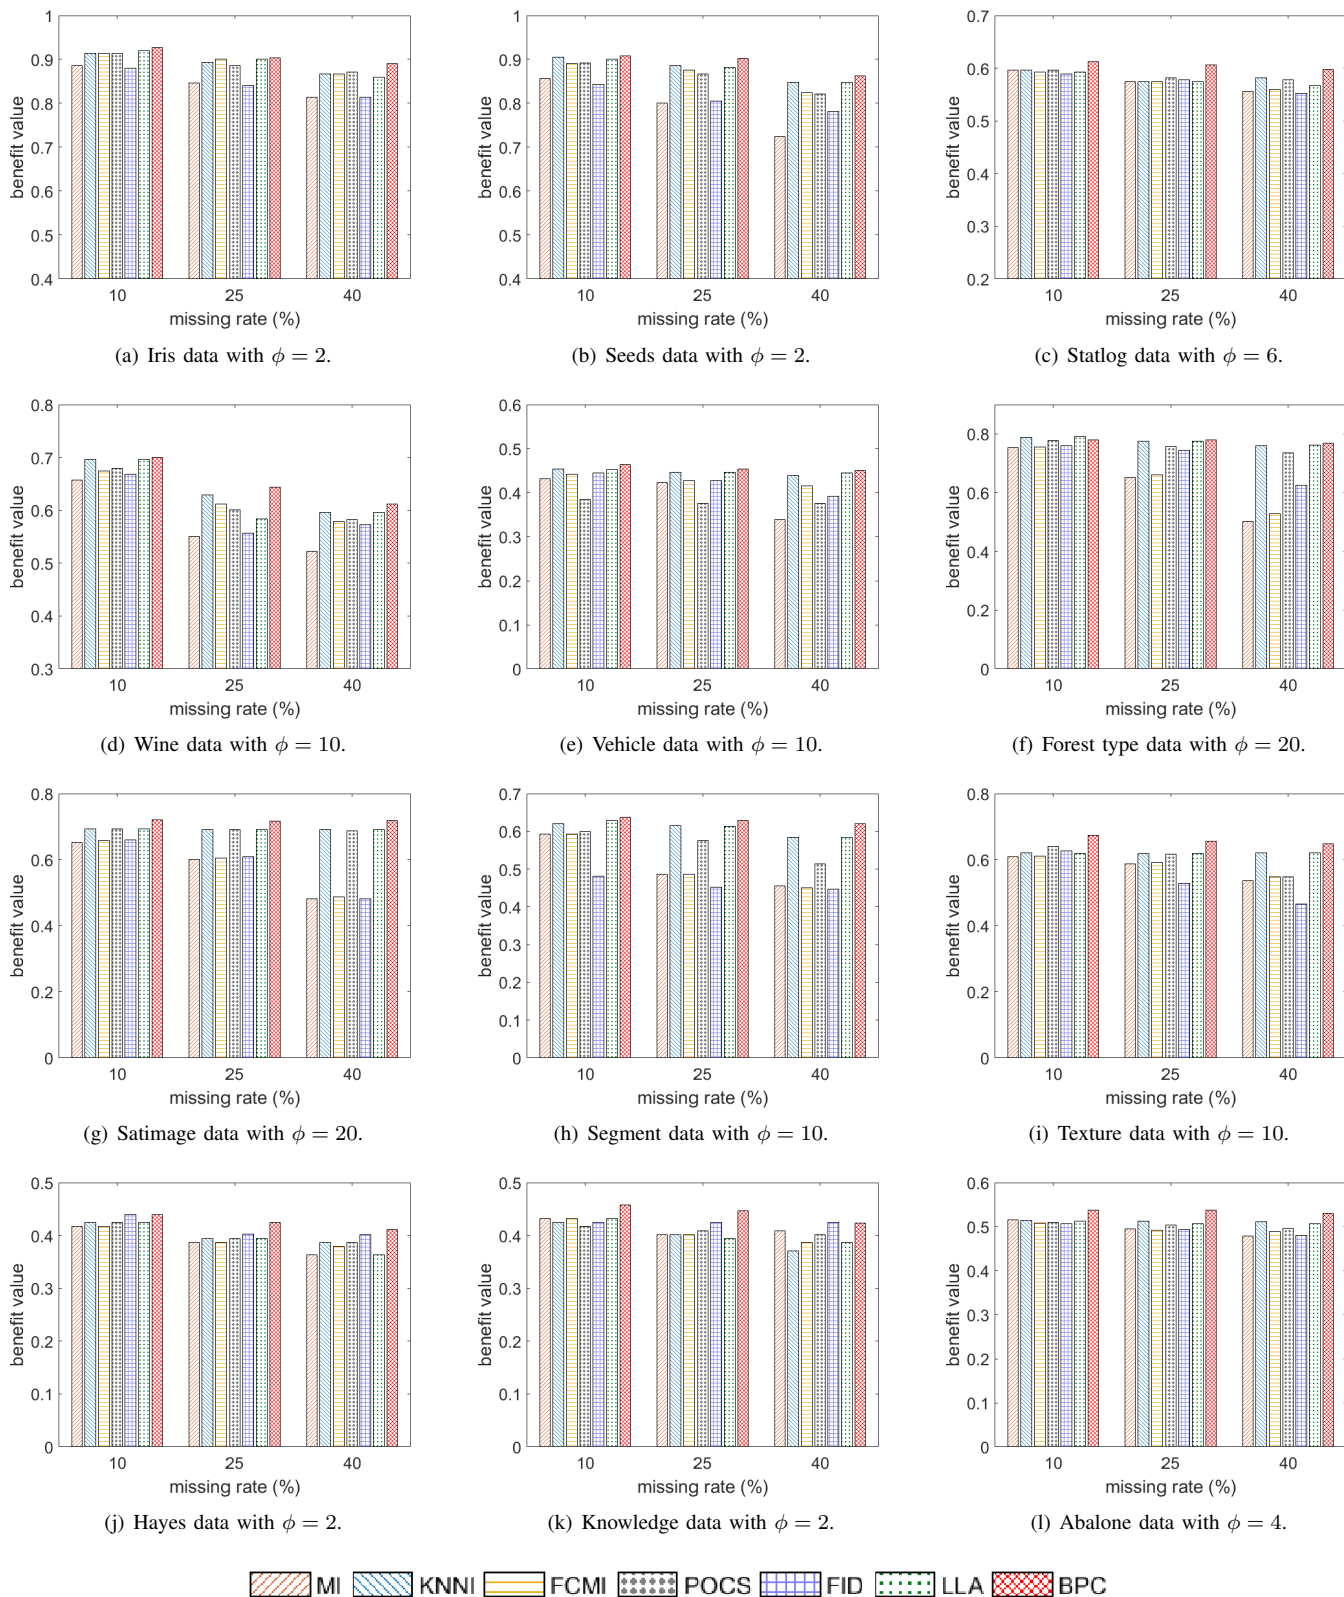 1
0.9
0.8
0.7
0.6
0.5
0.4
benefit value
10 25 40
missing rate (%)
(a) Iris data with ϕ = 2.
1
0.9
0.8
0.7
0.6
0.5
0.4
benefit value
10 25 40
missing rate (%)
(b) Seeds data with ϕ = 2.
0.7
0.6
0.5
0.4
0.3
0.2
benefit value
10 25 40
missing rate (%)
(c) Statlog data with ϕ = 6.
0.8
0.7
0.6
0.5
0.4
0.3
benefit value
10 25 40
missing rate (%)
(d) Wine data with ϕ = 10.
0.6
0.5
0.4
0.3
0.2
0.1
0
benefit value
10 25 40
missing rate (%)
(e) Vehicle data with ϕ = 10.
0.8
0.6
0.4
0.2
0
benefit value
10 25 40
missing rate (%)
(f) Forest type data with ϕ = 20.
0.8
0.6
0.4
0.2
0
benefit value
10 25 40
missing rate (%)
(g) Satimage data with ϕ = 20.
0.7
0.6
0.5
0.4
0.3
0.2
0.1
0
benefit value
10 25 40
missing rate (%)
(h) Segment data with ϕ = 10.
0.8
0.6
0.4
0.2
0
benefit value
10 25 40
missing rate (%)
(i) Texture data with ϕ = 10.
0.5
0.4
0.3
0.2
0.1
0
benefit value
10 25 40
missing rate (%)
(j) Hayes data with ϕ = 2.
0.5
0.4
0.3
0.2
0.1
0
benefit value
10 25 40
missing rate (%)
(k) Knowledge data with ϕ = 2.
0.6
0.5
0.4
0.3
0.2
0.1
0
benefit value
10 25 40
missing rate (%)
(l) Abalone data with ϕ = 4.
MI KNNI FCMI POCS FID LLA BPC